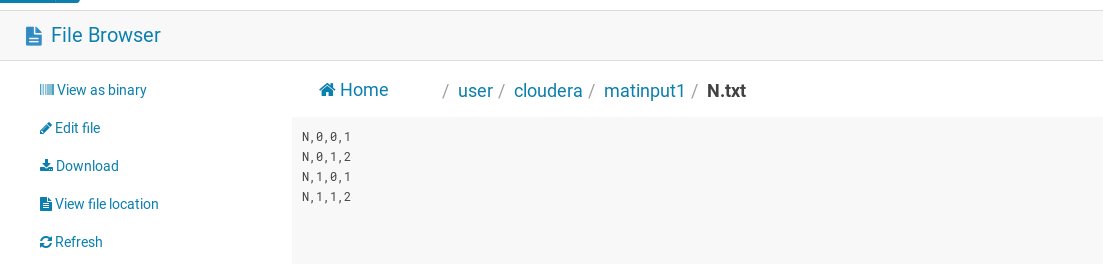 File Browser
View as binary
Edit file
Download
View file location
Refresh
Home / user / cloudera / matinput1 / N.txt
N,0,0,1
N,0,1,2
N,1,0,1
N,1,1,2